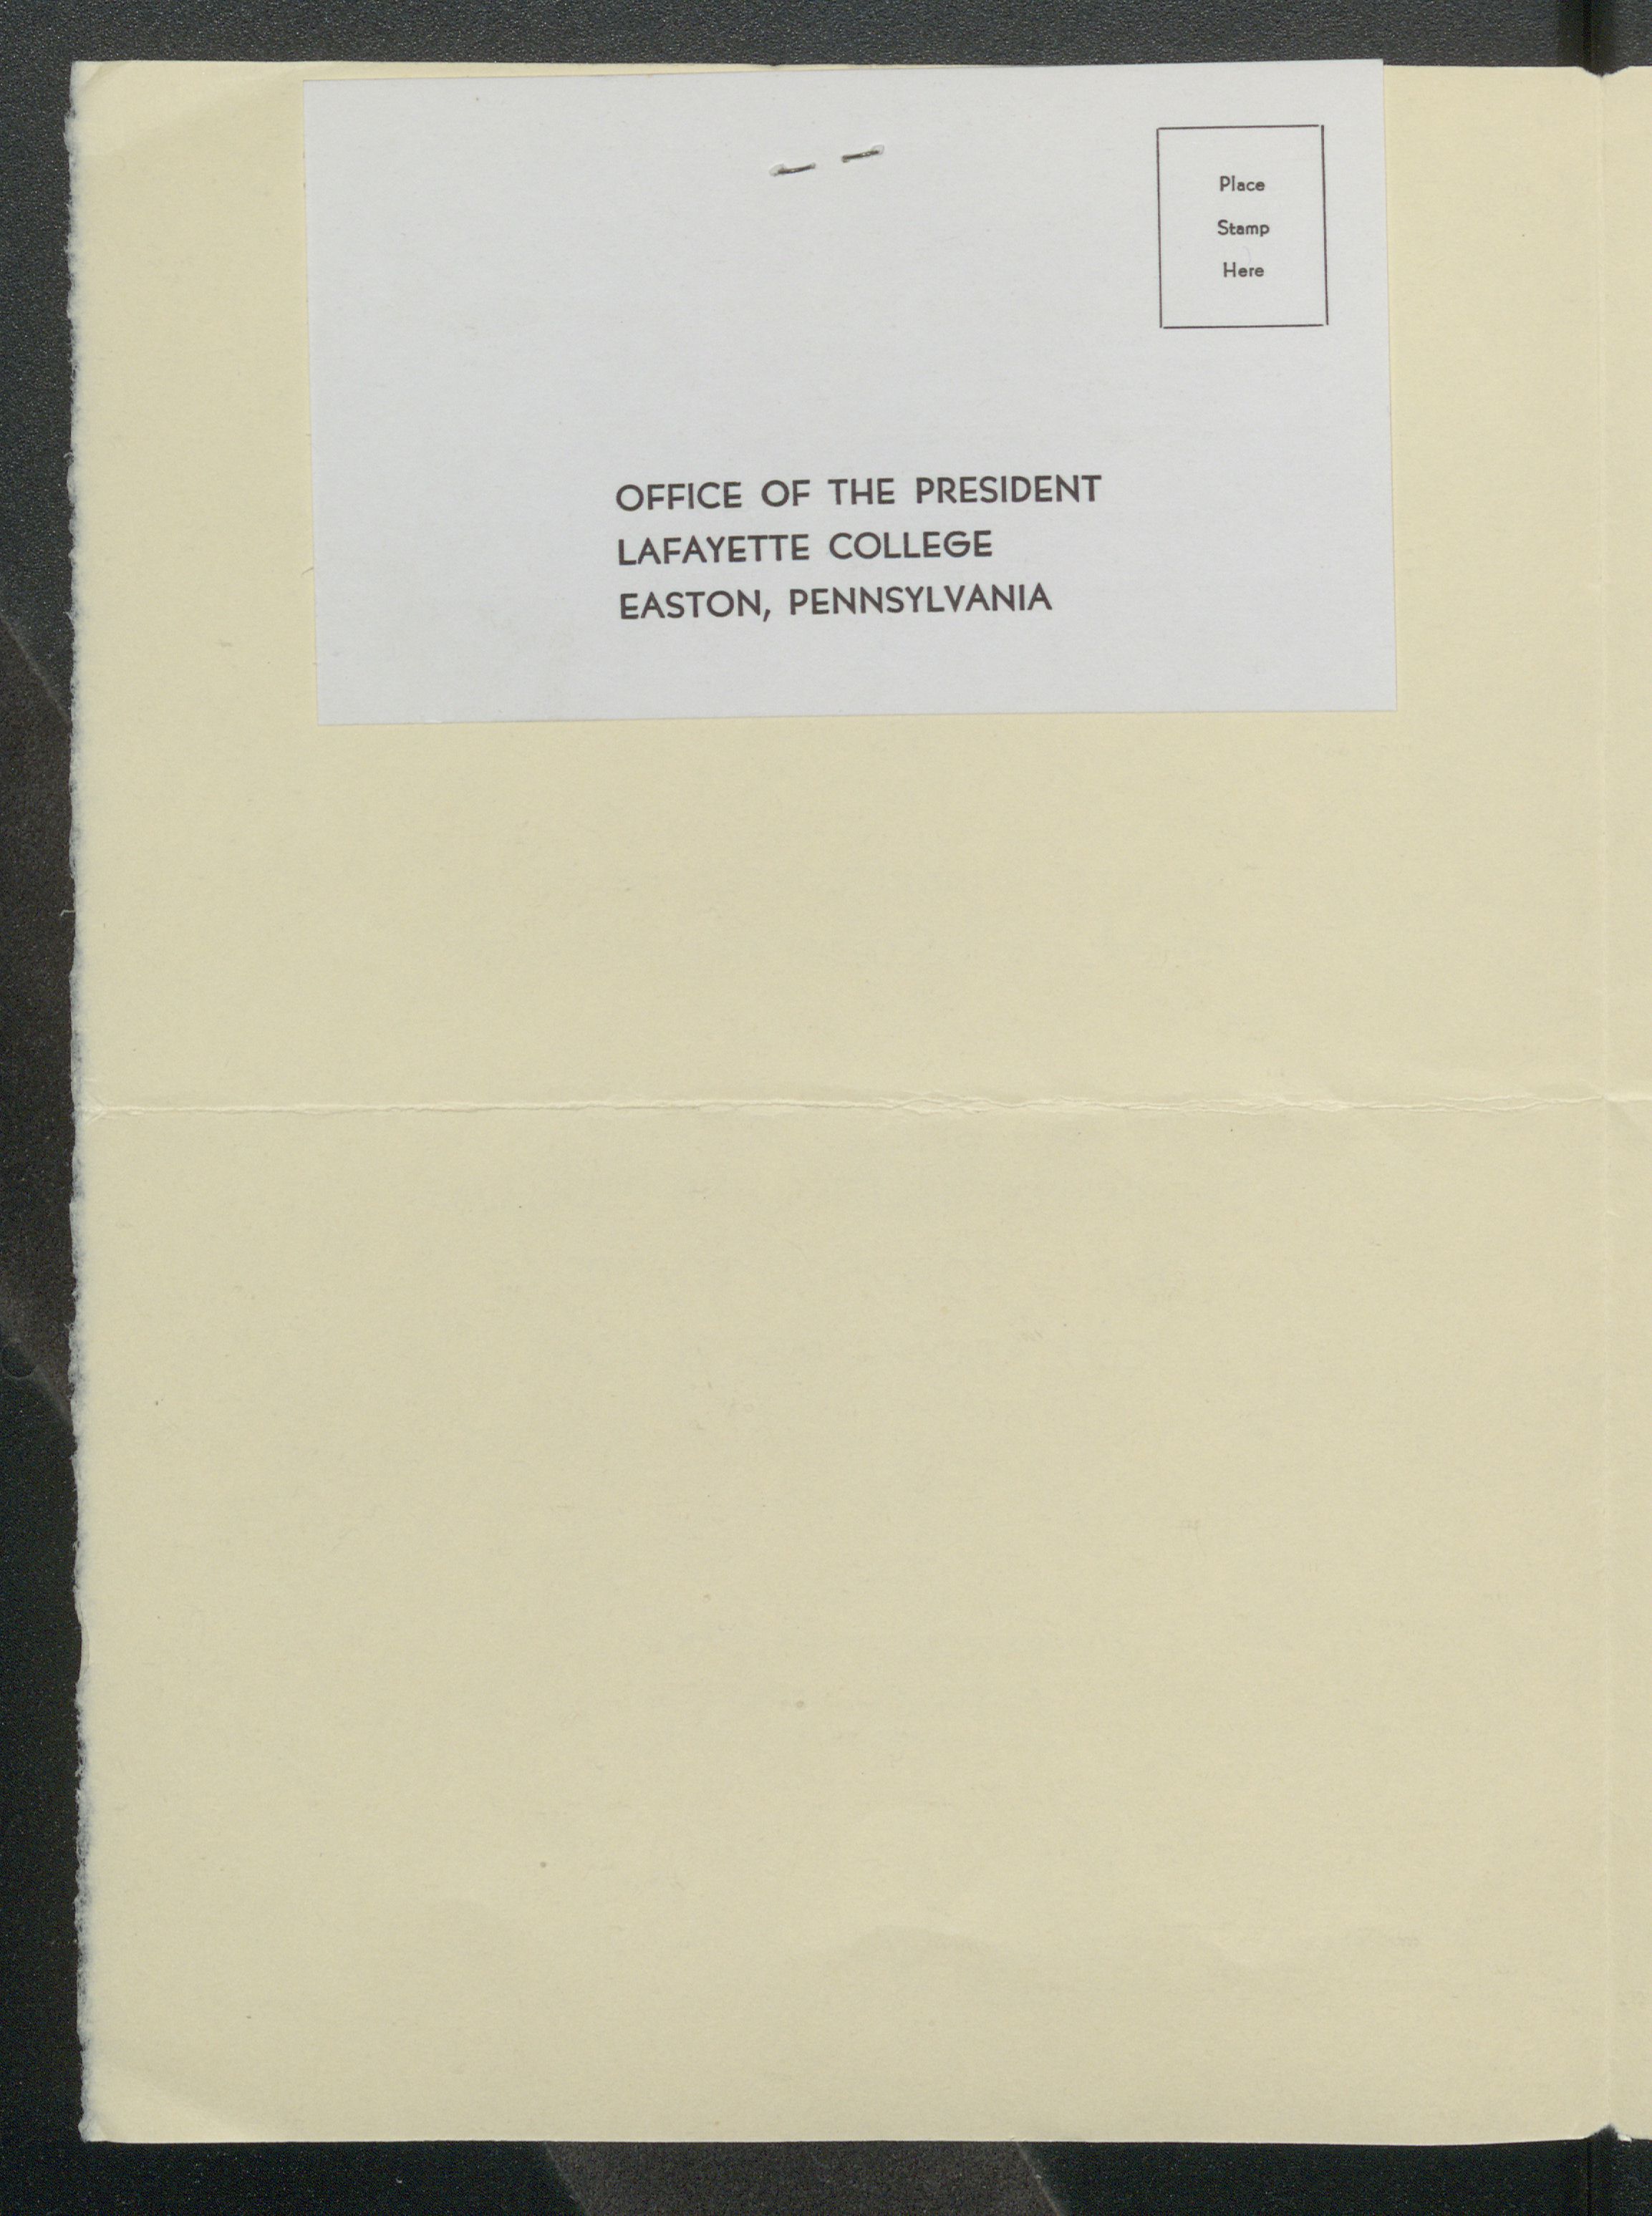 Place
Stamp
Here
OFFICE OF THE PRESIDENT
LAFAYETTE COLLEGE
EASTON, PENNSYLVANIA